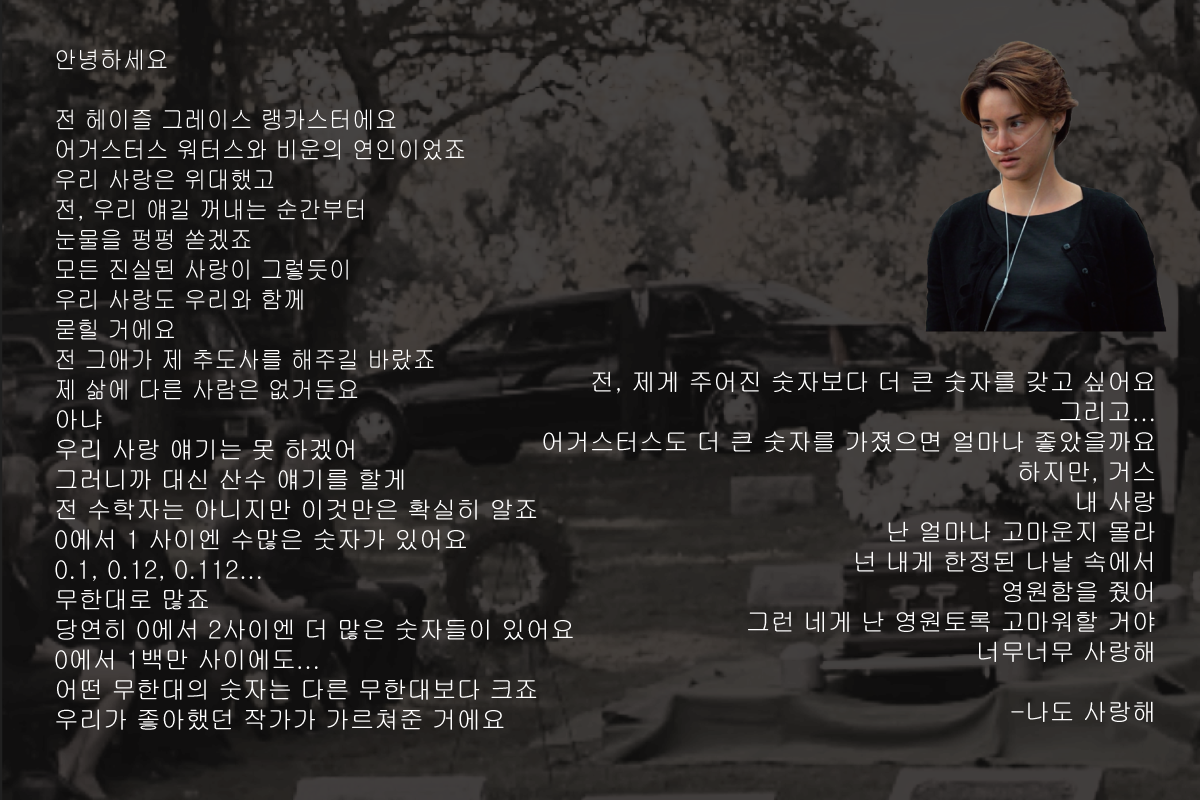 안녕하세요
전 헤이즐 그레이스 랭카스터에요
어거스터스 워터스와 비운의 연인이었죠
우리 사랑은 위대했고
전, 우리 얘길 꺼내는 순간부터
눈물을 펑펑 쏟겠죠
모든 진실된 사랑이 그렇듯이
우리 사랑도 우리와 함께
묻힐 거에요
전 그애가 제 추도사를 해주길 바랐죠
제 삶에 다른 사람은 없거든요
아냐
우리 사랑 얘기는 못 하겠어
그러니까 대신 산수 얘기를 할게
전 수학자는 아니지만 이것만은 확실히 알죠
0에서 1 사이엔 수많은 숫자가 있어요
0.1, 0.12, 0.112...
무한대로 많죠
당연히 0에서 2사이엔 더 많은 숫자들이 있어요
0에서 1백만 사이에도...
어떤 무한대의 숫자는 다른 무한대보다 크죠
우리가 좋아했던 작가가 가르쳐준 거에요
전, 제게 주어진 숫자보다 더 큰 숫자를 갖고 싶어요
그리고...
어거스터스도 더 큰 숫자를 가졌으면 얼마나 좋았을까요
하지만, 거스
내 사랑
난 얼마나 고마운지 몰라
넌 내게 한정된 나날 속에서
영원함을 줬어
그런 네게 난 영원토록 고마워할 거야
너무너무 사랑해
-나도 사랑해